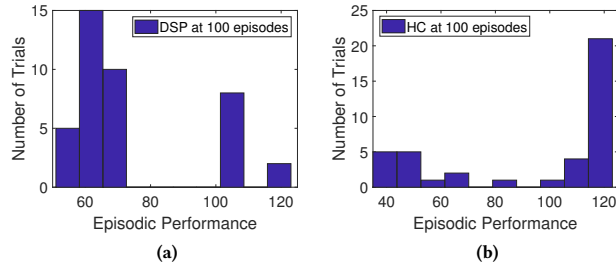 15
10
5
0
Number of Trials
DSP at 100 episodes
60 80 100 120
Episodic Performance
(a)
25
20
15
10
5
0
Number of Trials
HC at 100 episodes
40 60 80 100 120
Episodic Performance
(b)